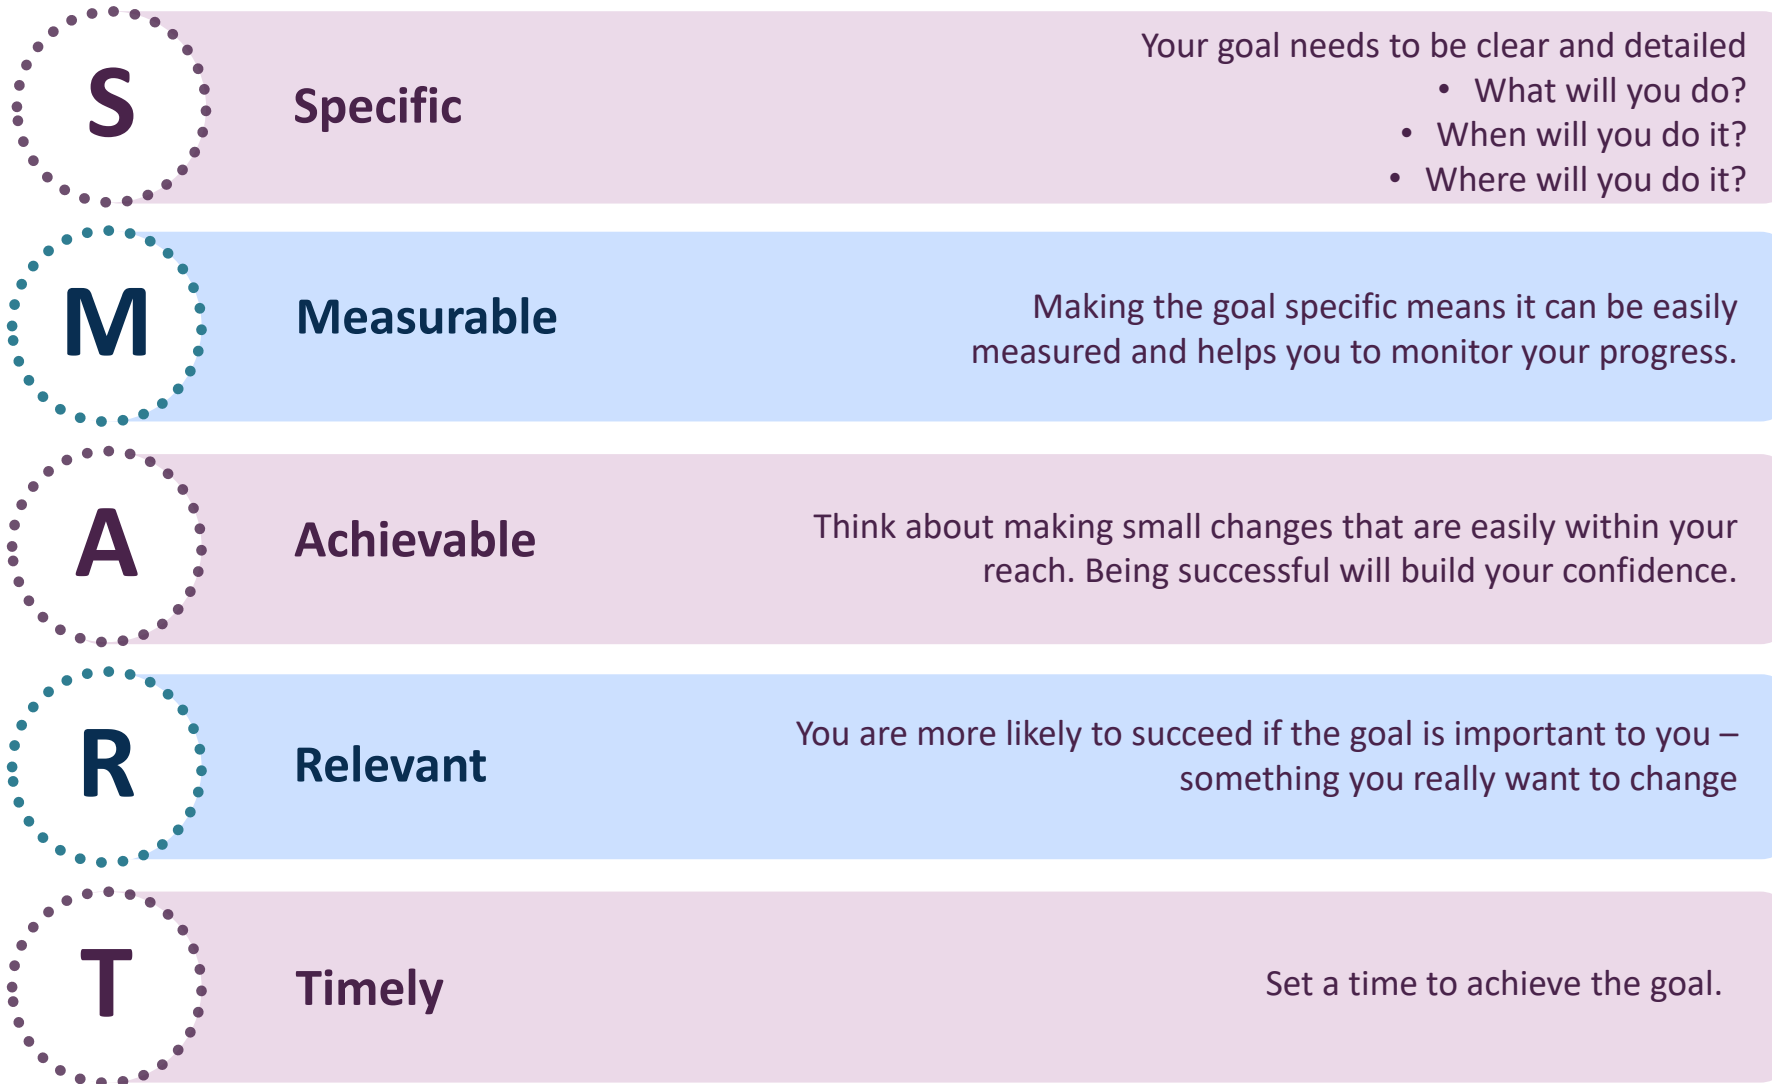 S
Specific
Your goal needs to be clear and detailed
• What will you do?
• When will you do it?
• Where will you do it?
M
Measurable
Making the goal specific means it can be easily
measured and helps you to monitor your progress.
A
Achievable
Think about making small changes that are easily within your
reach. Being successful will build your confidence.
R
Relevant
You are more likely to succeed if the goal is important to you –
something you really want to change
T
Timely
Set a time to achieve the goal.